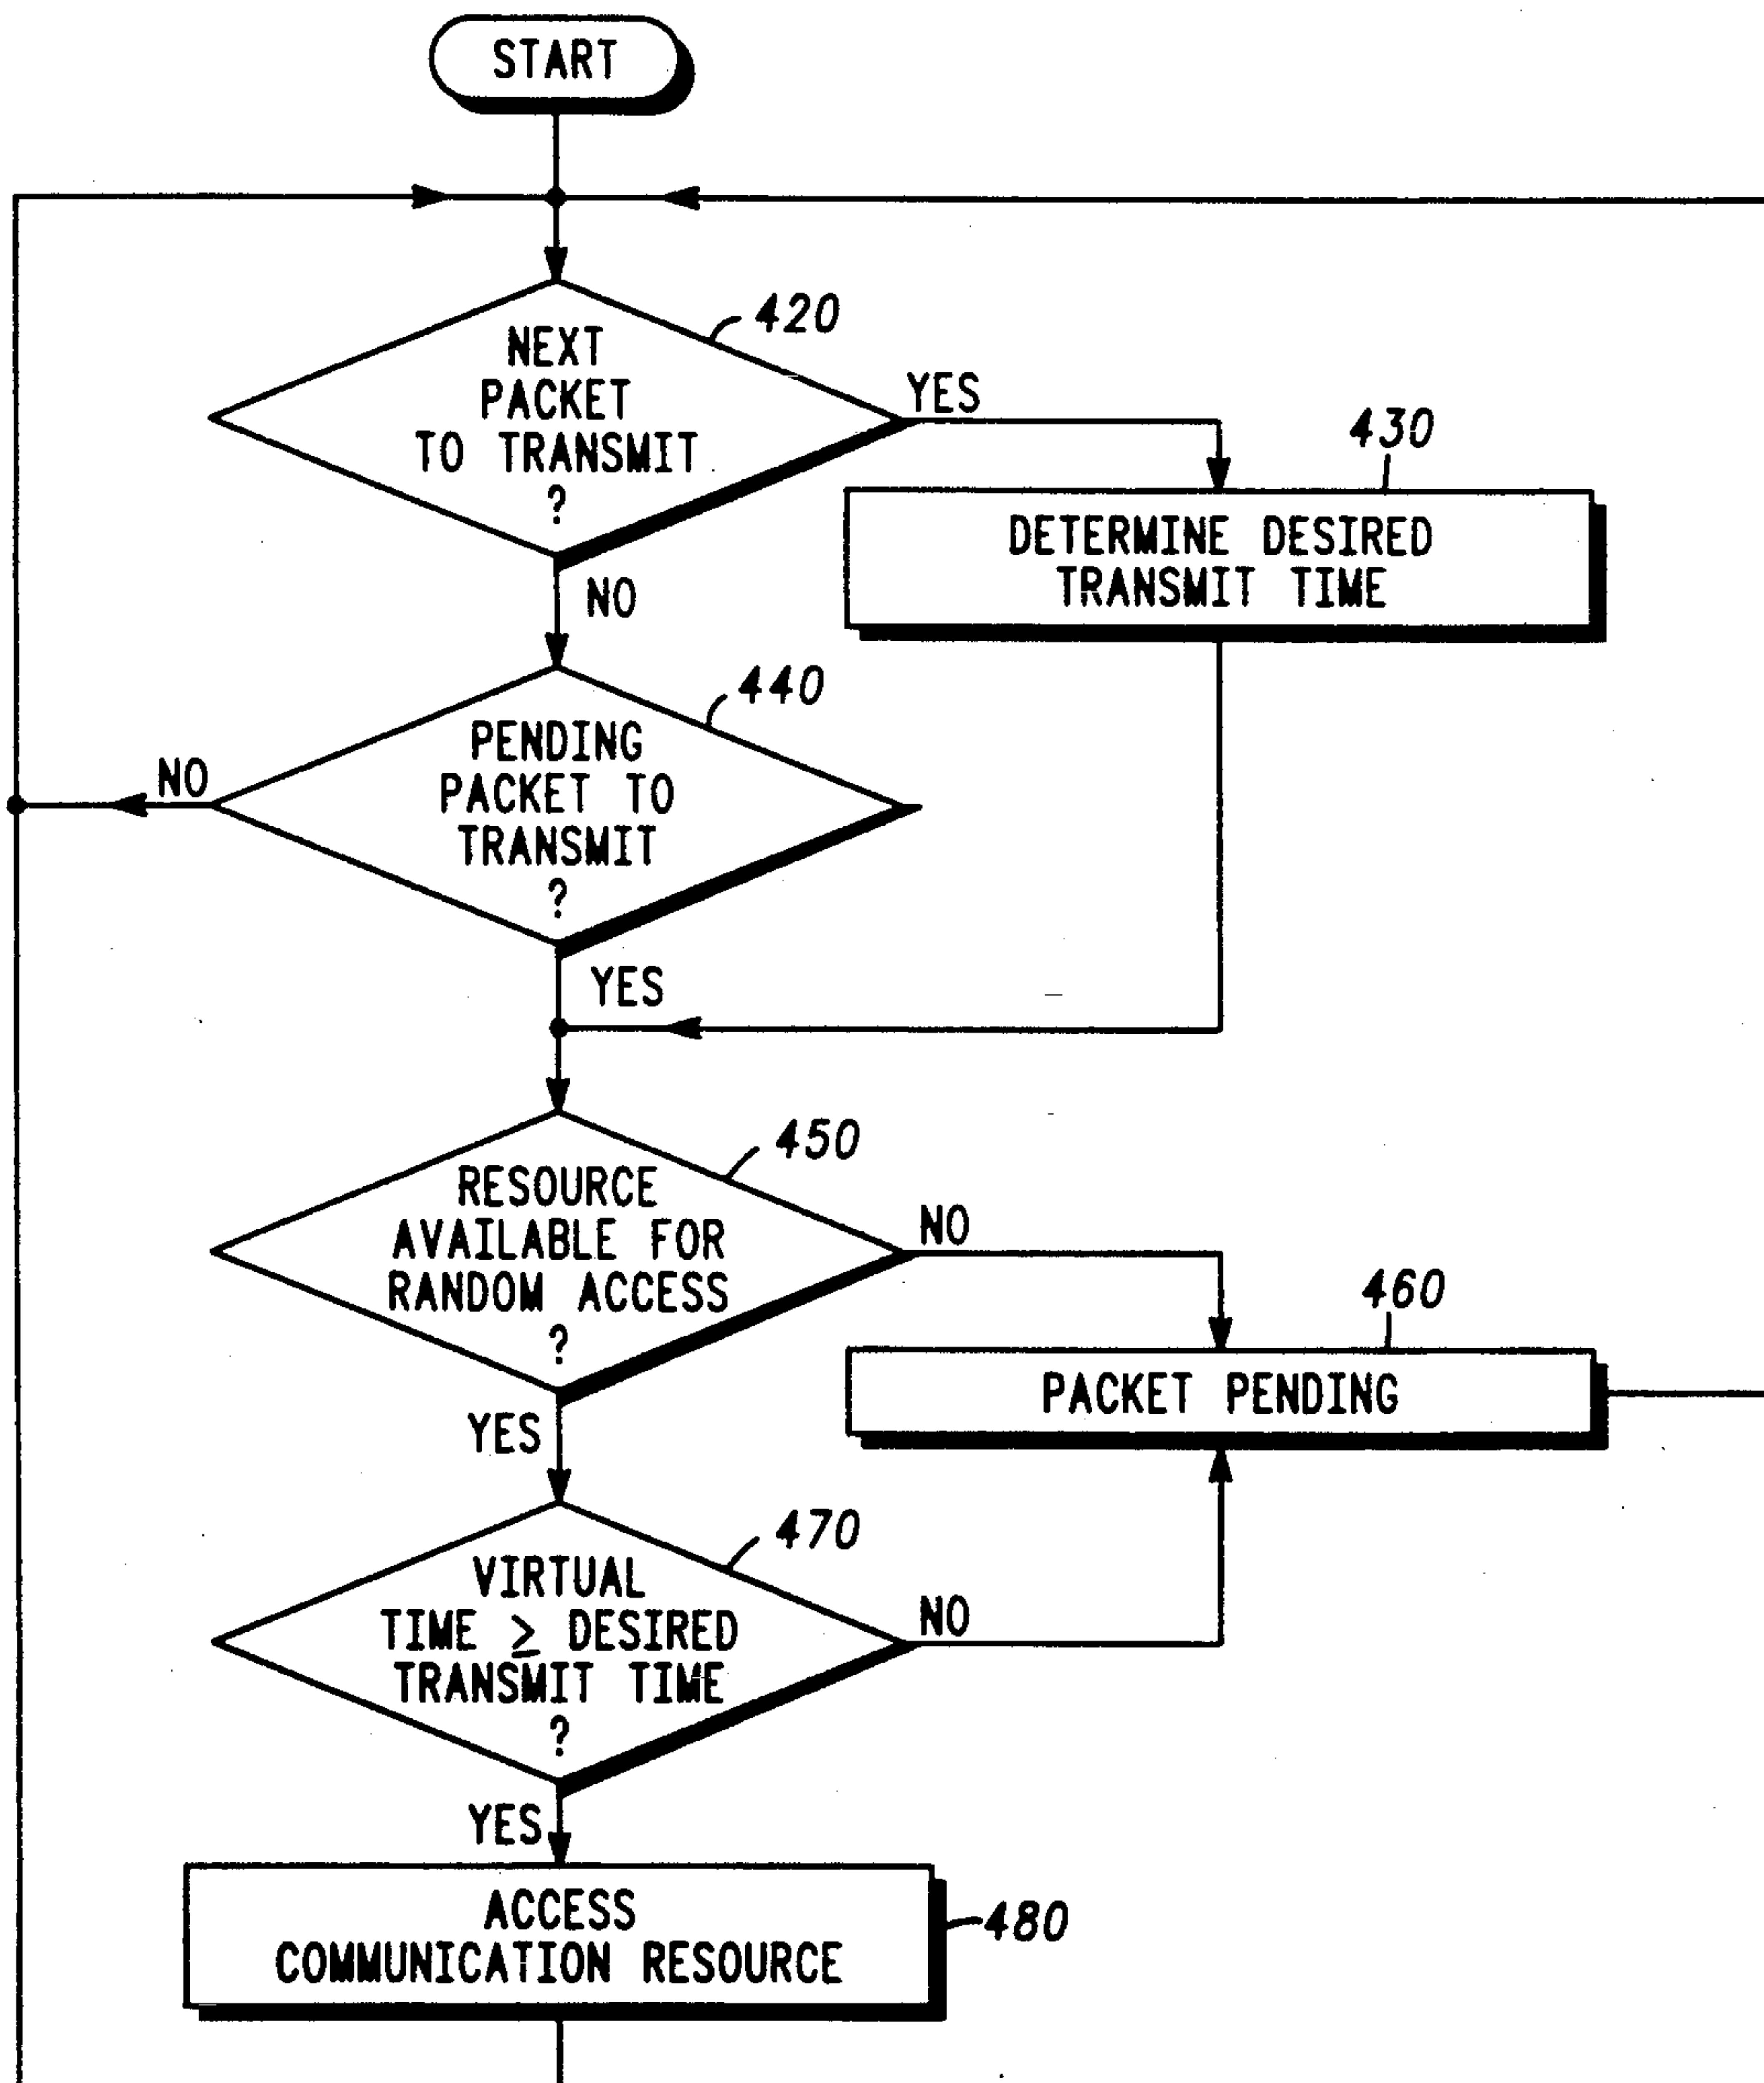 START
420
NEXT
PACKET
TO TRANSMIT
?
YES
430
DETERMINE DESIRED
TRANSMIT TIME
NO
440
PENDING
PACKET TO
TRANSMIT
?
NO
YES
450
RESOURCE
AVAILABLE FOR
RANDOM ACCESS
?
NO
460
PACKET PENDING
YES
470
VIRTUAL
TIME ≥ DESIRED
TRANSMIT TIME
?
NO
YES
ACCESS
COMMUNICATION RESOURCE
480